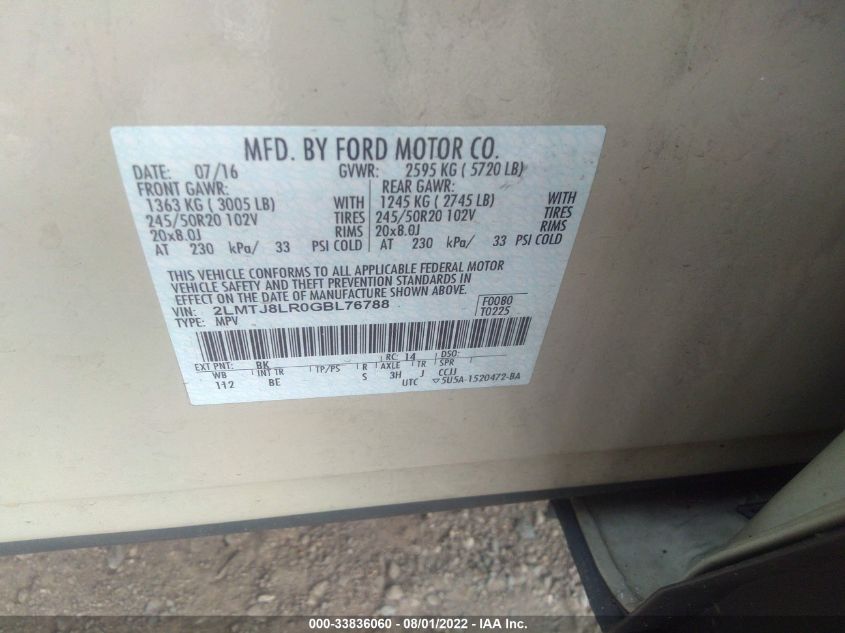 MFD. BY FORD MOTOR CO.
DATE: 07/16 GVWR: 2595 KG ( 5720 LB)
FRONT GAWR: REAR GAWR:
1363 KG ( 3005 LB) WITH 1245 KG ( 2745 LB) WITH
245/50R20 102V TIRES 245/50R20 102V TIRES
20x8.0J RIMS 20x8.0J RIMS
AT 230 kPa/ 33 PSI COLD AT 230 kPa/ 33 PSI COLD
THIS VEHICLE CONFORMS TO ALL APPLICABLE FEDERAL MOTOR
VEHICLE SAFETY AND THEFT PREVENTION STANDARDS IN
EFFECT ON THE DATE OF MANUFACTURE SHOWN ABOVE.
VIN: 2LMTJ8LR0GBL76788 F0080
TYPE: MPV T0225
EXT PNT: BK RC: 14 DSO:
WB INT TR TP/PS R AXLE TR SPR
112 BE S 3H J CCJJ
UTC ▽5U5A-1520472-BA
000-33836060 - 08/01/2022 - IAA Inc.